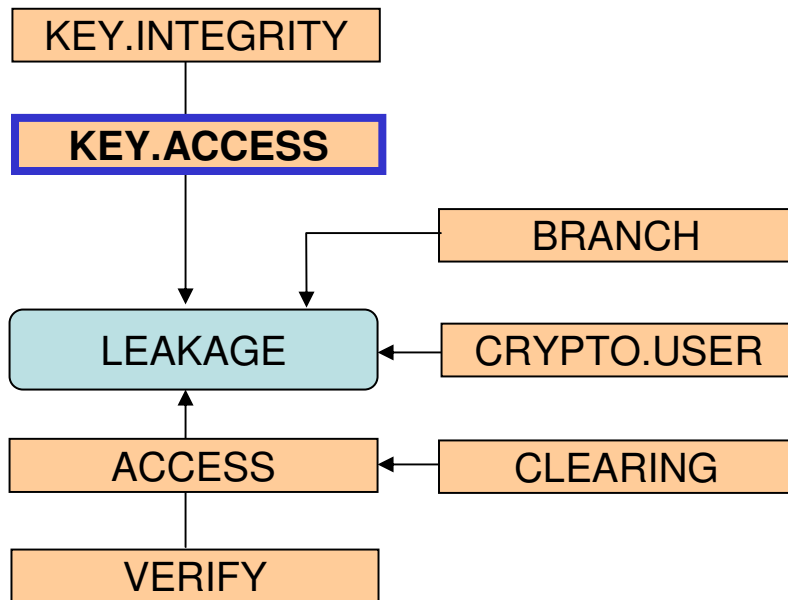 KEY.INTEGRITY
KEY.ACCESS
BRANCH
LEAKAGE
CRYPTO.USER
ACCESS
CLEARING
VERIFY